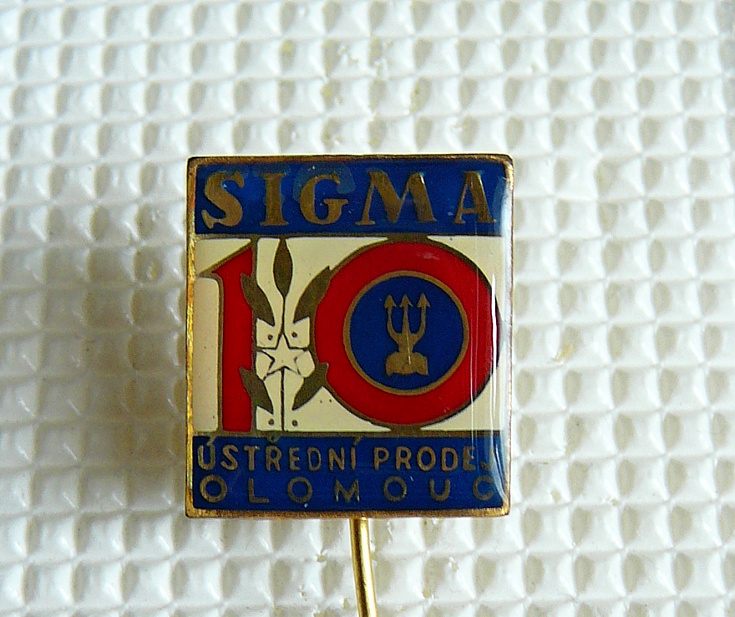 SIGMA
10
ÚSTŘEDNÍ PRODEJ
OLOMOUC